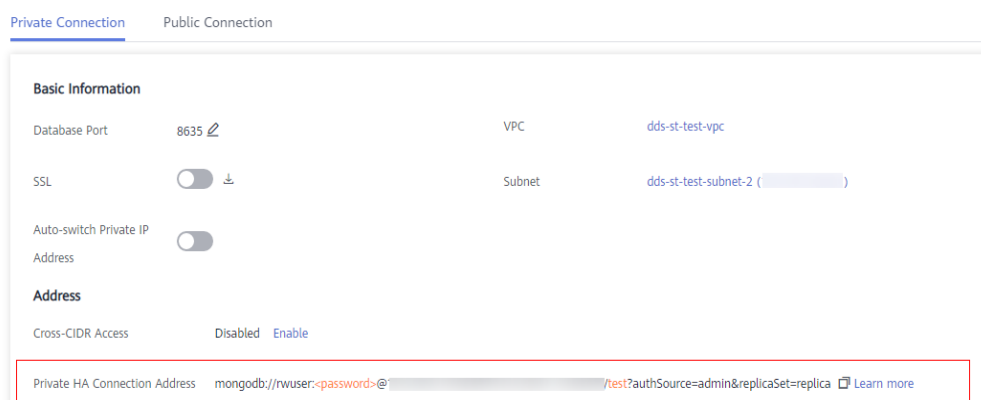 Private Connection Public Connection
Basic Information
Database Port 8635 VPC dds-st-test-vpc
SSL Subnet dds-st-test-subnet-2 ( )
Auto-switch Private IP
Address
Address
Cross-CIDR Access Disabled Enable
Private HA Connection Address mongodb://rwuser:<password>@ /test?authSource=admin&replicaSet=replica Learn more